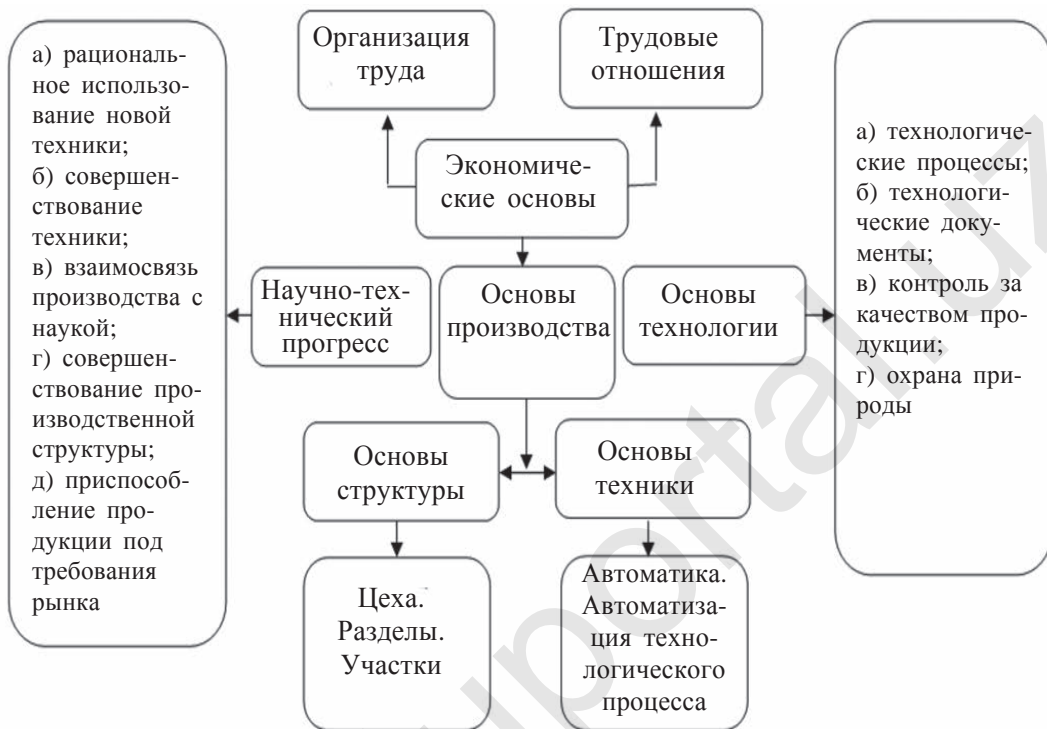 а) рациональ-
ное использо-
вание новой
техники;
б) совершен-
ствование
техники;
в) взаимосвязь
производства с
наукой;
г) совершен-
ствование про-
изводственной
структуры;
д) приспособ-
ление про-
дукции под
требования
рынка
Организация
труда
Трудовые
отношения
Экономиче-
ские основы
Научно-тех-
нический
прогресс
Основы
производства
Основы
технологии
а) технологиче-
ские процессы;
б) технологи-
ческие доку-
менты;
в) контроль за
качеством про-
дукции;
г) охрана при-
роды
Основы
структуры
Основы
техники
Цеха.
Разделы.
Участки
Автоматика.
Автоматиза-
ция техно-
логического
процесса
uportal.uz